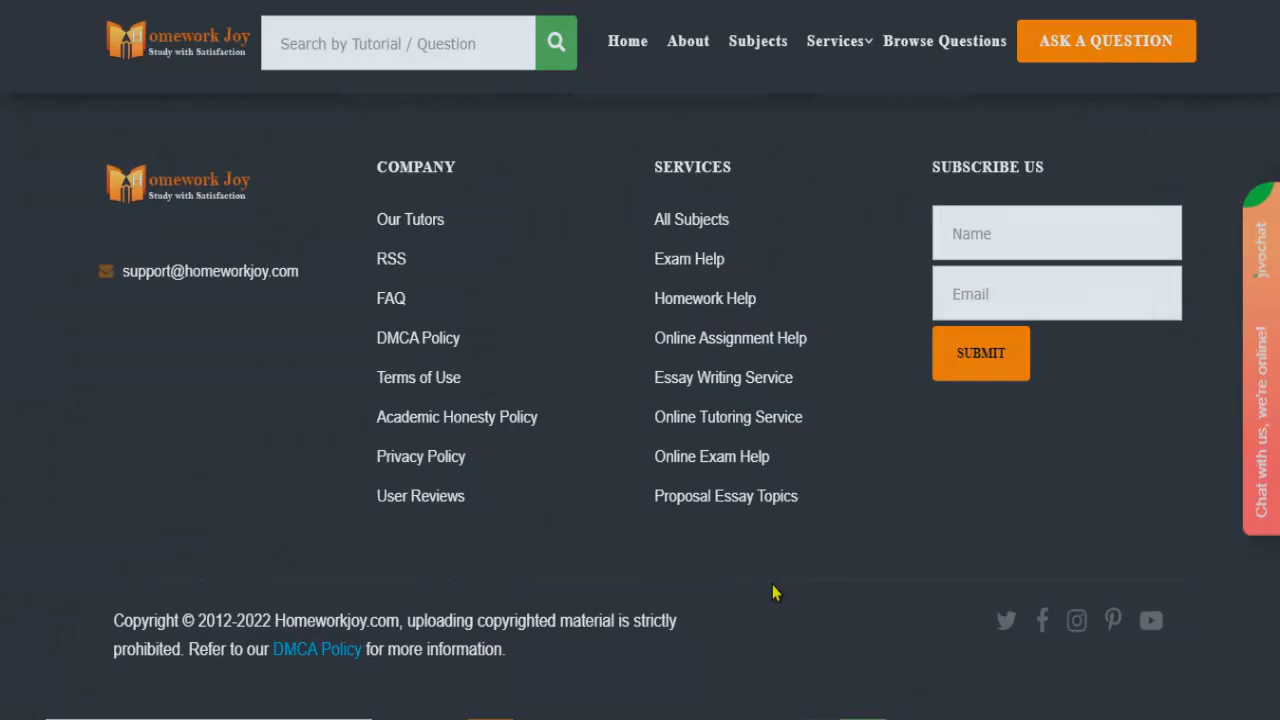 Homework Joy
Study with Satisfaction
Search by Tutorial / Question
Home About Subjects Services Browse Questions
ASK A QUESTION
Homework Joy
Study with Satisfaction
support@homeworkjoy.com
COMPANY
Our Tutors
RSS
FAQ
DMCA Policy
Terms of Use
Academic Honesty Policy
Privacy Policy
User Reviews
SERVICES
All Subjects
Exam Help
Homework Help
Online Assignment Help
Essay Writing Service
Online Tutoring Service
Online Exam Help
Proposal Essay Topics
SUBSCRIBE US
Name
Email
SUBMIT
jivochat
Chat with us, we're online!
Copyright © 2012-2022 Homeworkjoy.com, uploading copyrighted material is strictly
prohibited. Refer to our DMCA Policy for more information.